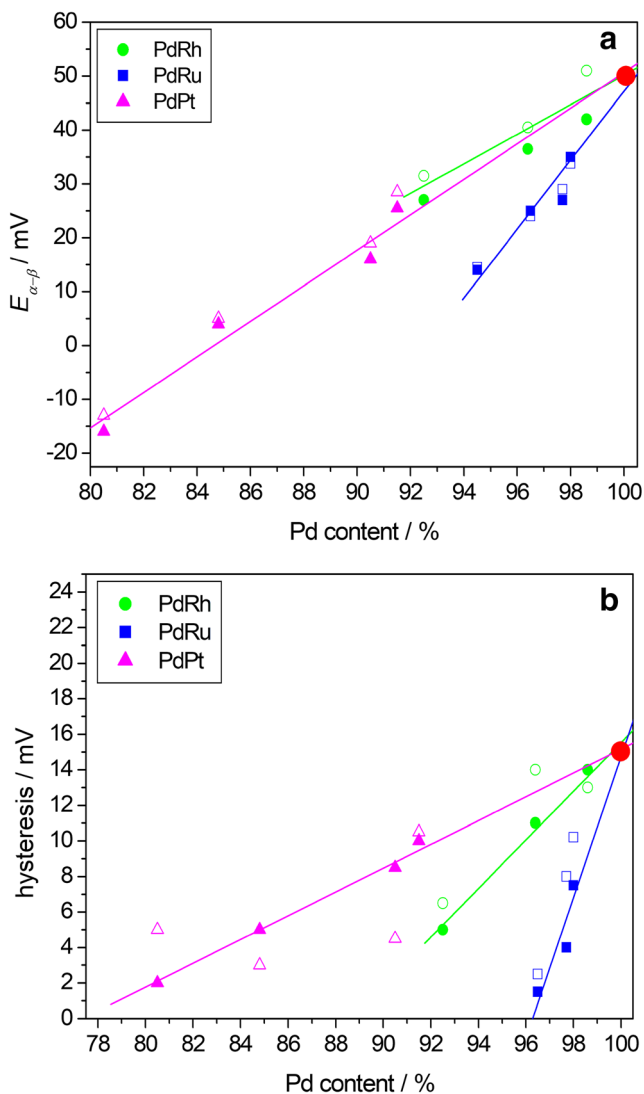 a
60
50
40
30
20
10
0
-10
-20
E α–β / mV
PdRh
PdRu
PdPt
80 82 84 86 88 90 92 94 96 98 100
Pd content / %
b
24
22
20
18
16
14
12
10
8
6
4
2
0
hysteresis / mV
PdRh
PdRu
PdPt
78 80 82 84 86 88 90 92 94 96 98 100
Pd content / %